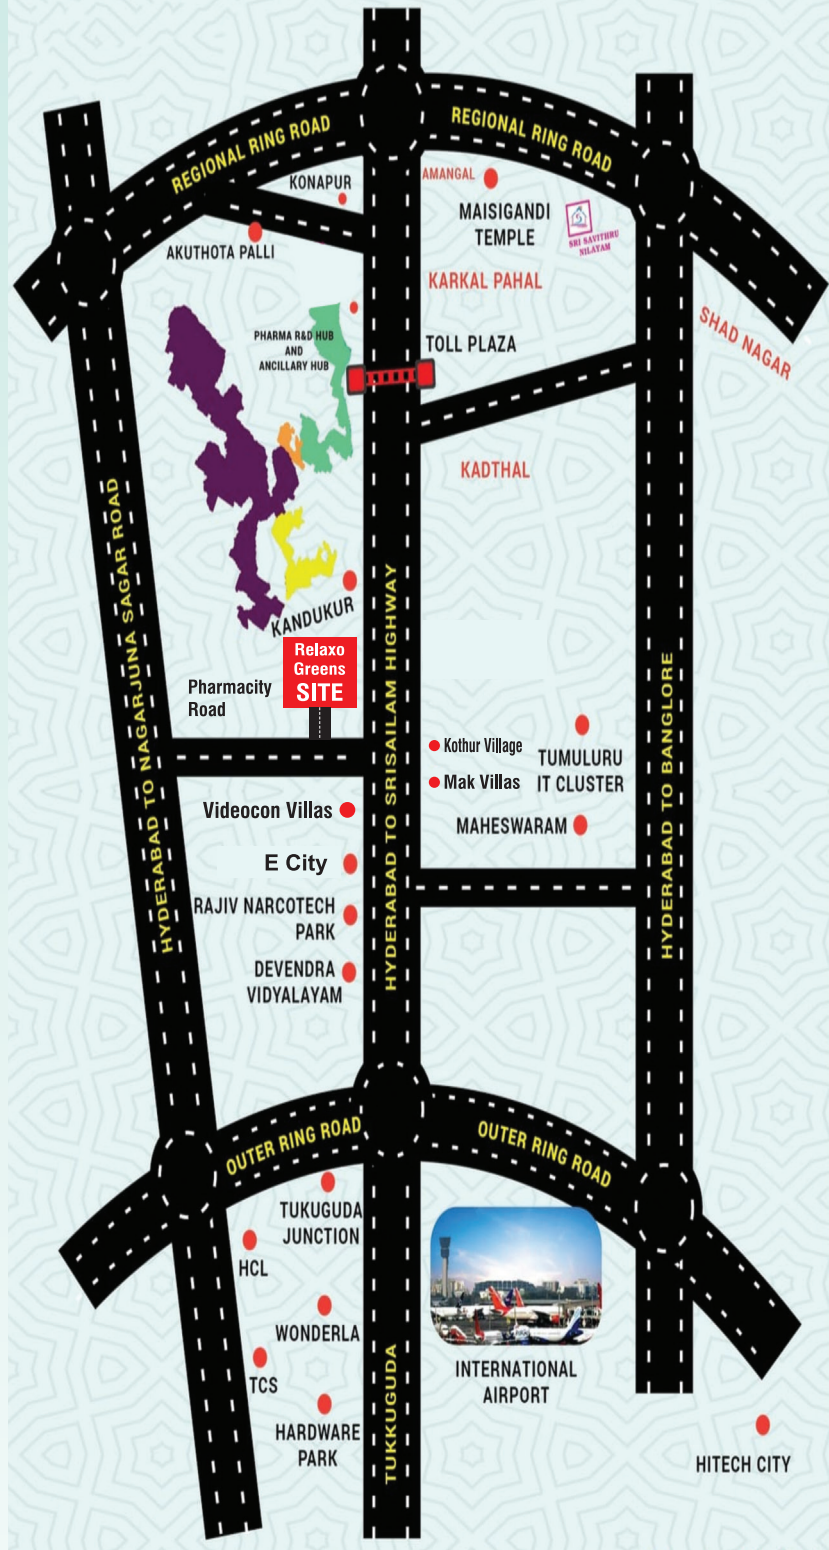 REGIONAL RING ROAD
REGIONAL RING ROAD
KONAPUR
AMANGAL
MAISIGANDI
TEMPLE
SRI SAVITHRU
NILAYAM
AKUTHOTA PALLI
KARKAL PAHAL
SHAD NAGAR
PHARMA R&D HUB
AND
ANCILLARY HUB
TOLL PLAZA
KADTHAL
HYDERABAD TO NAGARJUNA SAGAR ROAD
HYDERABAD TO SRISAILAM HIGHWAY
HYDERABAD TO BANGLORE
KANDUKUR
Relaxo
Greens
SITE
Pharmacity
Road
Kothur Village
Mak Villas
TUMULURU
IT CLUSTER
MAHESWARAM
Videocon Villas
E City
RAJIV NARCOTECH
PARK
DEVENDRA
VIDYALAYAM
OUTER RING ROAD
OUTER RING ROAD
TUKUGUDA
JUNCTION
HCL
WONDERLA
TCS
HARDWARE
PARK
TUKKUGUDA
INTERNATIONAL
AIRPORT
HITECH CITY